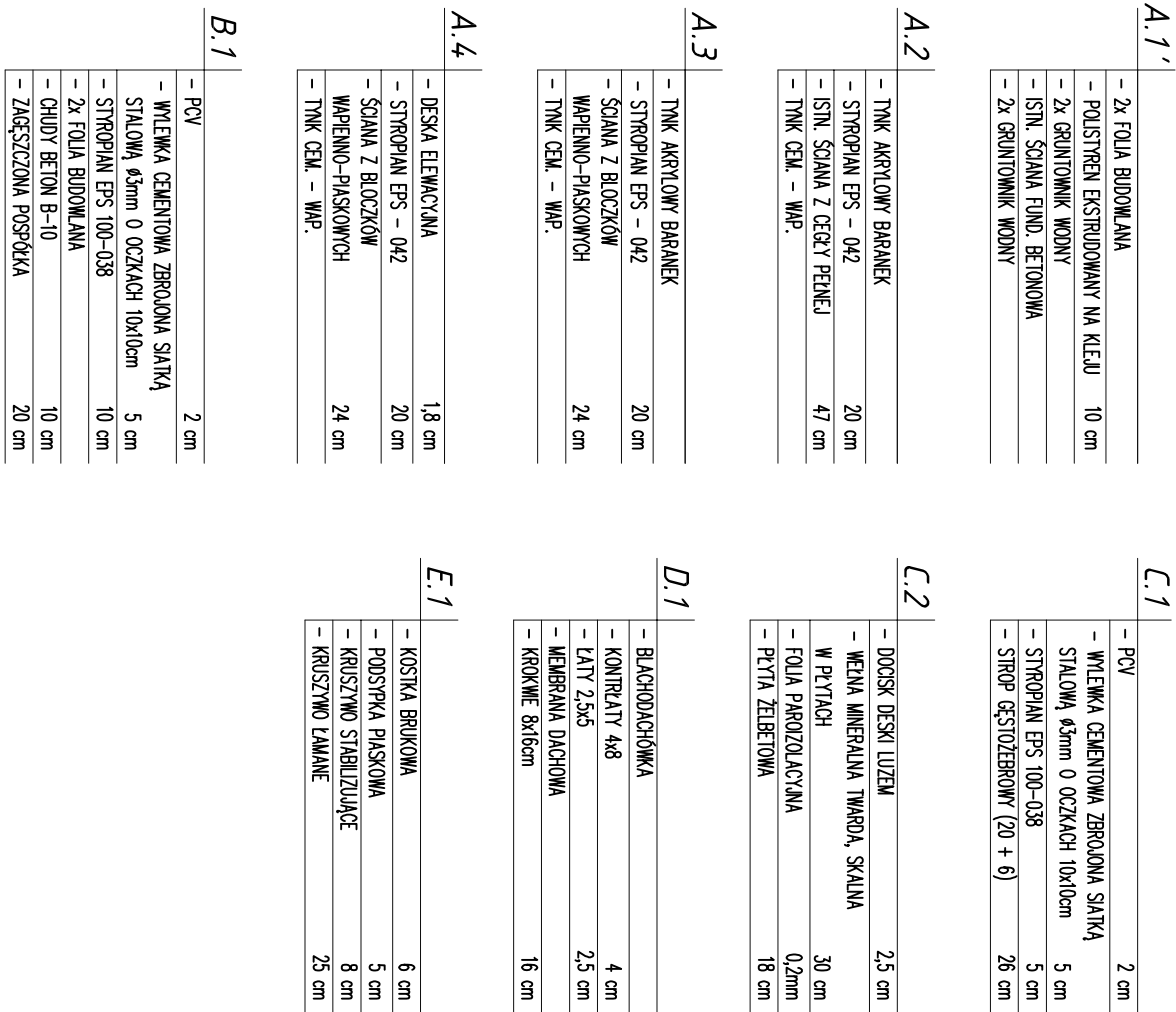 A.1'
- 2x FOLIA BUDOWLANA
- POLISTYREN EKSTRUDOWANY NA KLEJU 10 cm
- 2x GRUNTOWNIK WODNY
- ISTN. ŚCIANA FUND. BETONOWA
- 2x GRUNTOWNIK WODNY
A.2
- TYNK AKRYLOWY BARANEK
- STYROPIAN EPS - 042 20 cm
- ISTN. ŚCIANA Z CEGŁY PEŁNEJ 47 cm
- TYNK CEM. - WAP.
A.3
- TYNK AKRYLOWY BARANEK
- STYROPIAN EPS - 042 20 cm
- ŚCIANA Z BLOCZKÓW
WAPIENNO-PIASKOWYCH 24 cm
- TYNK CEM. - WAP.
A.4
- DESKA ELEWACYJNA 1,8 cm
- STYROPIAN EPS - 042 20 cm
- ŚCIANA Z BLOCZKÓW
WAPIENNO-PIASKOWYCH 24 cm
- TYNK CEM. - WAP.
B.1
- PCV 2 cm
- WYLEWKA CEMENTOWA ZBROJONA SIATKĄ
STALOWĄ ø3mm O OCZKACH 10x10cm 5 cm
- STYROPIAN EPS 100-038 10 cm
- 2x FOLIA BUDOWLANA
- CHUDY BETON B-10 10 cm
- ZAGĘSZCZONA POSPÓŁKA 20 cm
C.1
- PCV 2 cm
- WYLEWKA CEMENTOWA ZBROJONA SIATKĄ
STALOWĄ ø3mm O OCZKACH 10x10cm 5 cm
- STYROPIAN EPS 100-038 5 cm
- STROP GĘSTOŻEBROWY (20 + 6) 26 cm
C.2
- DOCISK DESKI LUZEM 2,5 cm
- WEŁNA MINERALNA TWARDA, SKALNA
W PŁYTACH 30 cm
- FOLIA PAROIZOLACYJNA 0,2mm
- PŁYTA ŻELBETOWA 18 cm
D.1
- BLACHODACHÓWKA
- KONTRŁATY 4x8 4 cm
- ŁATY 2,5x5 2,5 cm
- MEMBRANA DACHOWA
- KROKWIE 8x16cm 16 cm
E.1
- KOSTKA BRUKOWA 6 cm
- PODSYPKA PIASKOWA 5 cm
- KRUSZYWO STABILIZUJĄCE 8 cm
- KRUSZYWO ŁAMANE 25 cm